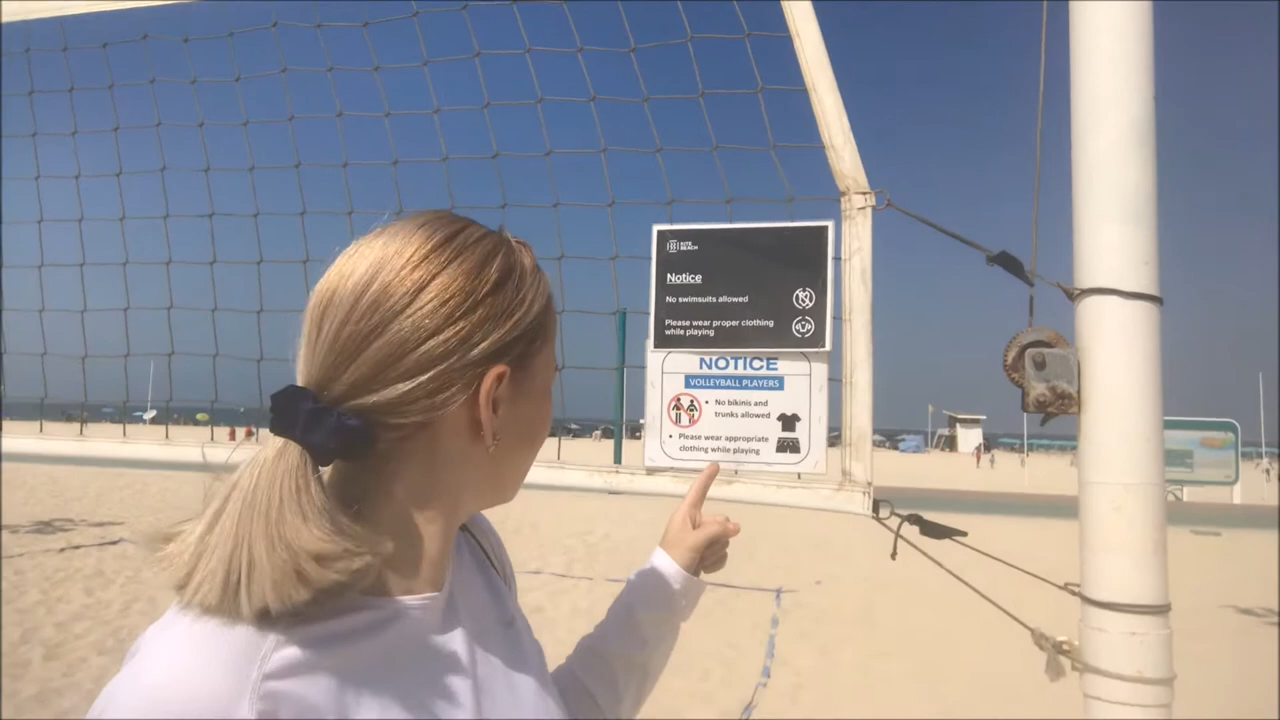 KITE
BEACH
Notice
No swimsuits allowed
Please wear proper clothing
while playing
NOTICE
VOLLEYBALL PLAYERS
• No bikinis and
trunks allowed
• Please wear appropriate
clothing while playing